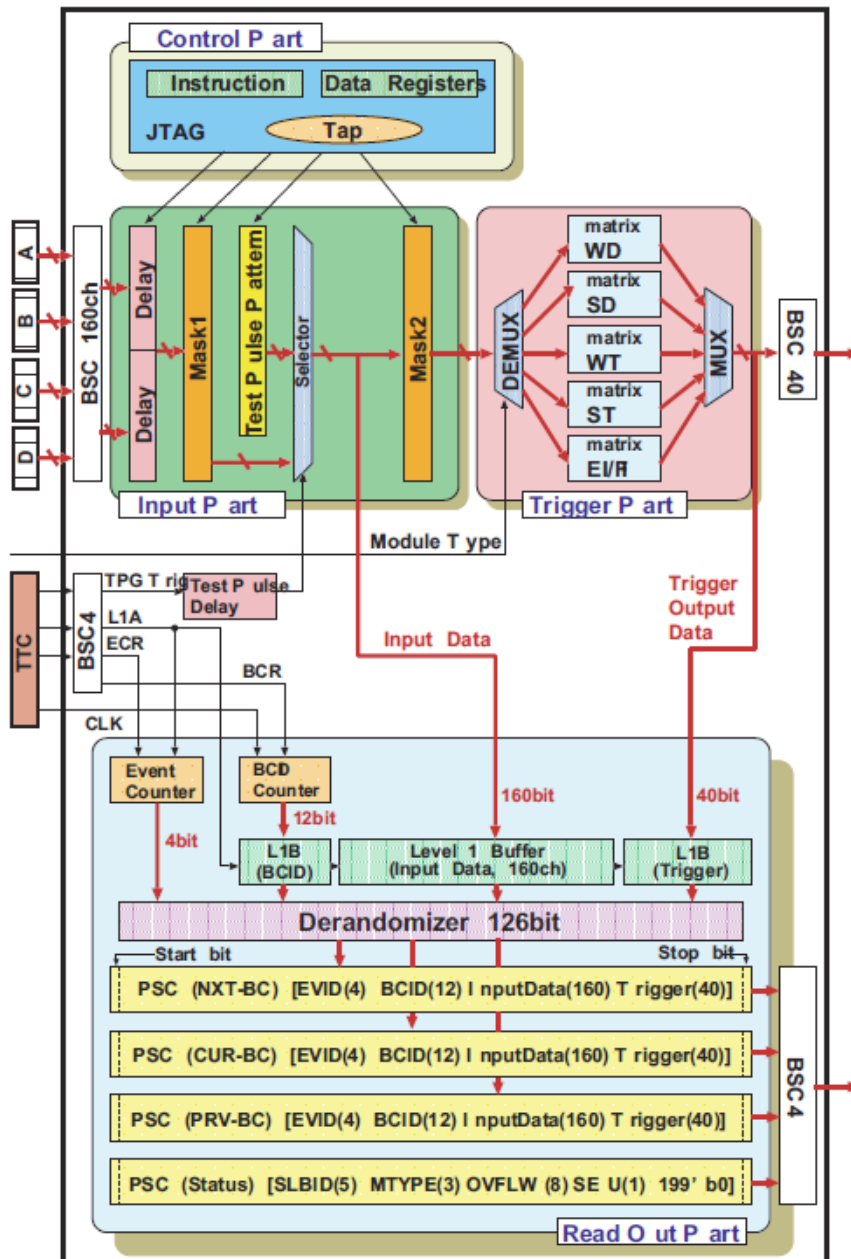 Control P art
Instruction
Data Registers
JTAG
Tap
A
B
C
D
BSC 160ch
Delay
Delay
Mask1
Test P ulse P attern
Selector
Mask2
Input P art
DEMUX
matrix
WD
matrix
SD
matrix
WT
matrix
ST
matrix
EI/FI
MUX
Trigger P art
BSC 40
Module T ype
TTC
BSC4
TPG T rig
L1A
ECR
BCR
CLK
Test P ulse
Delay
Input Data
Trigger
Output
Data
Event
Counter
BCID
Counter
4bit
12bit
160bit
40bit
L1B
(BCID)
Level 1 Buffer
(Input Data, 160ch)
L1B
(Trigger)
Derandomizer 126bit
Start bit
Stop bit
PSC (NXT-BC) [EVID(4) BCID(12) I nputData(160) T rigger(40)]
PSC (CUR-BC) [EVID(4) BCID(12) I nputData(160) T rigger(40)]
PSC (PRV-BC) [EVID(4) BCID(12) I nputData(160) T rigger(40)]
PSC (Status) [SLBID(5) MTYPE(3) OVFLW (8) SE U(1) 199' b0]
BSC4
Read O ut P art